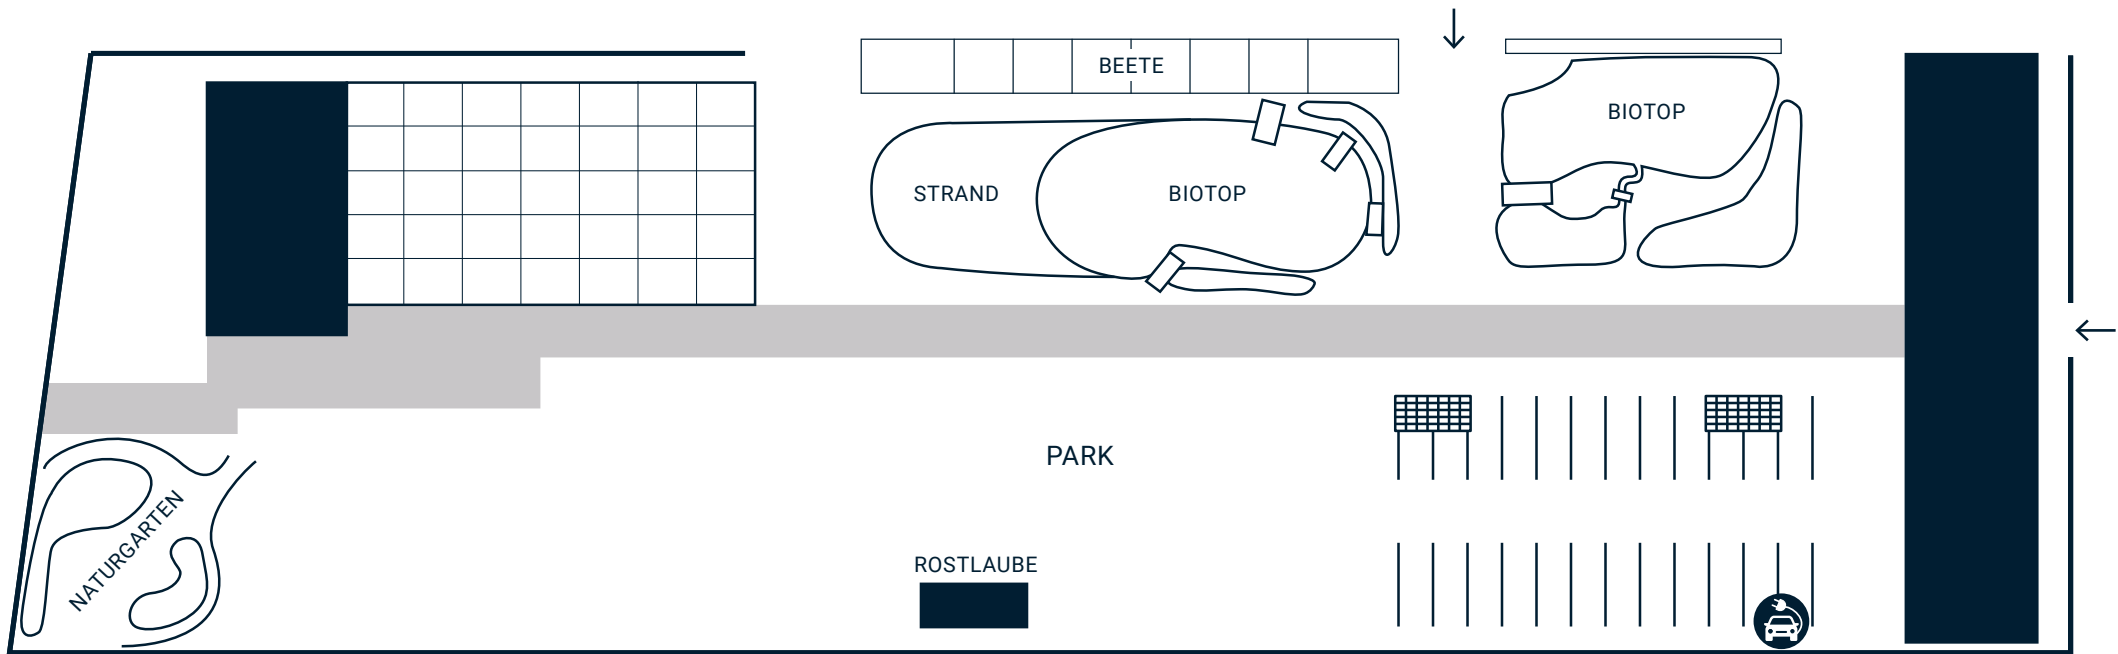 BEETE
BIOTOP
STRAND
BIOTOP
PARK
NATURGARTEN
ROSTLAUBE